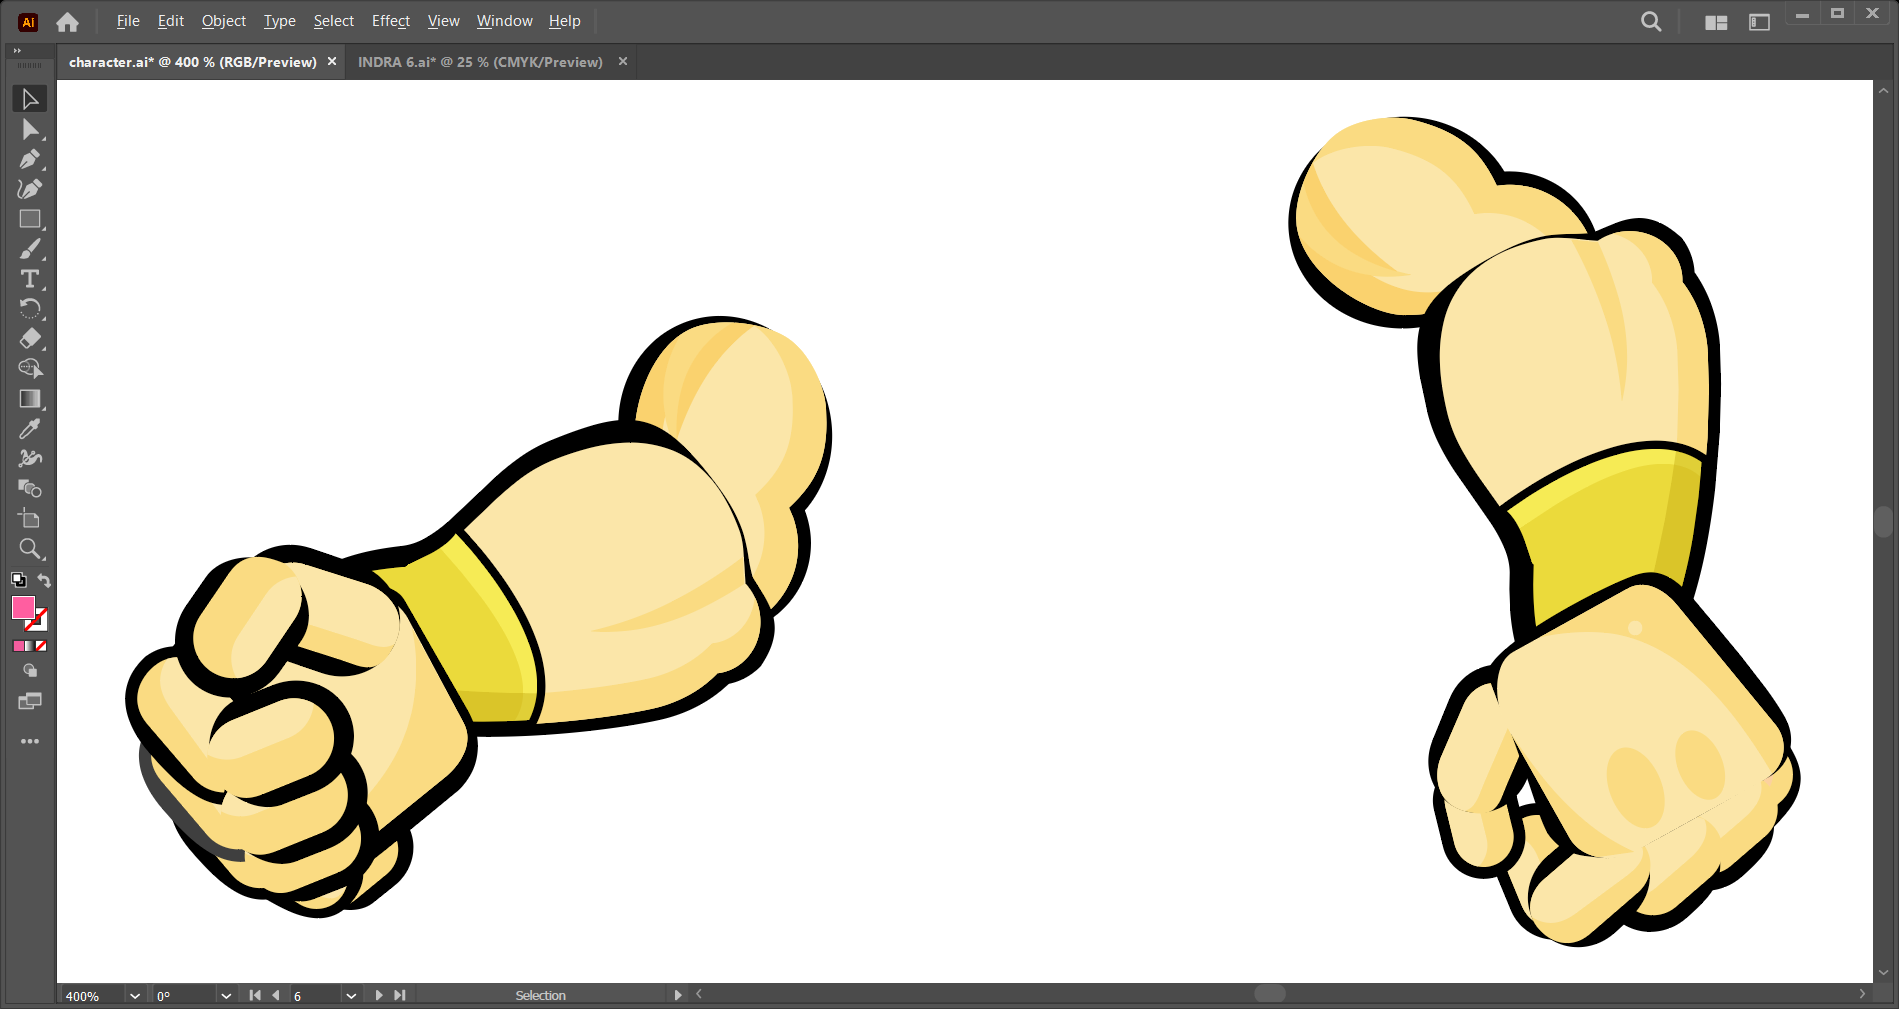 Ai File Edit Object Type Select Effect View Window Help
character.ai* @ 400 % (RGB/Preview) × INDRA 6.ai* @ 25 % (CMYK/Preview) ×
400% 0° 6 Selection